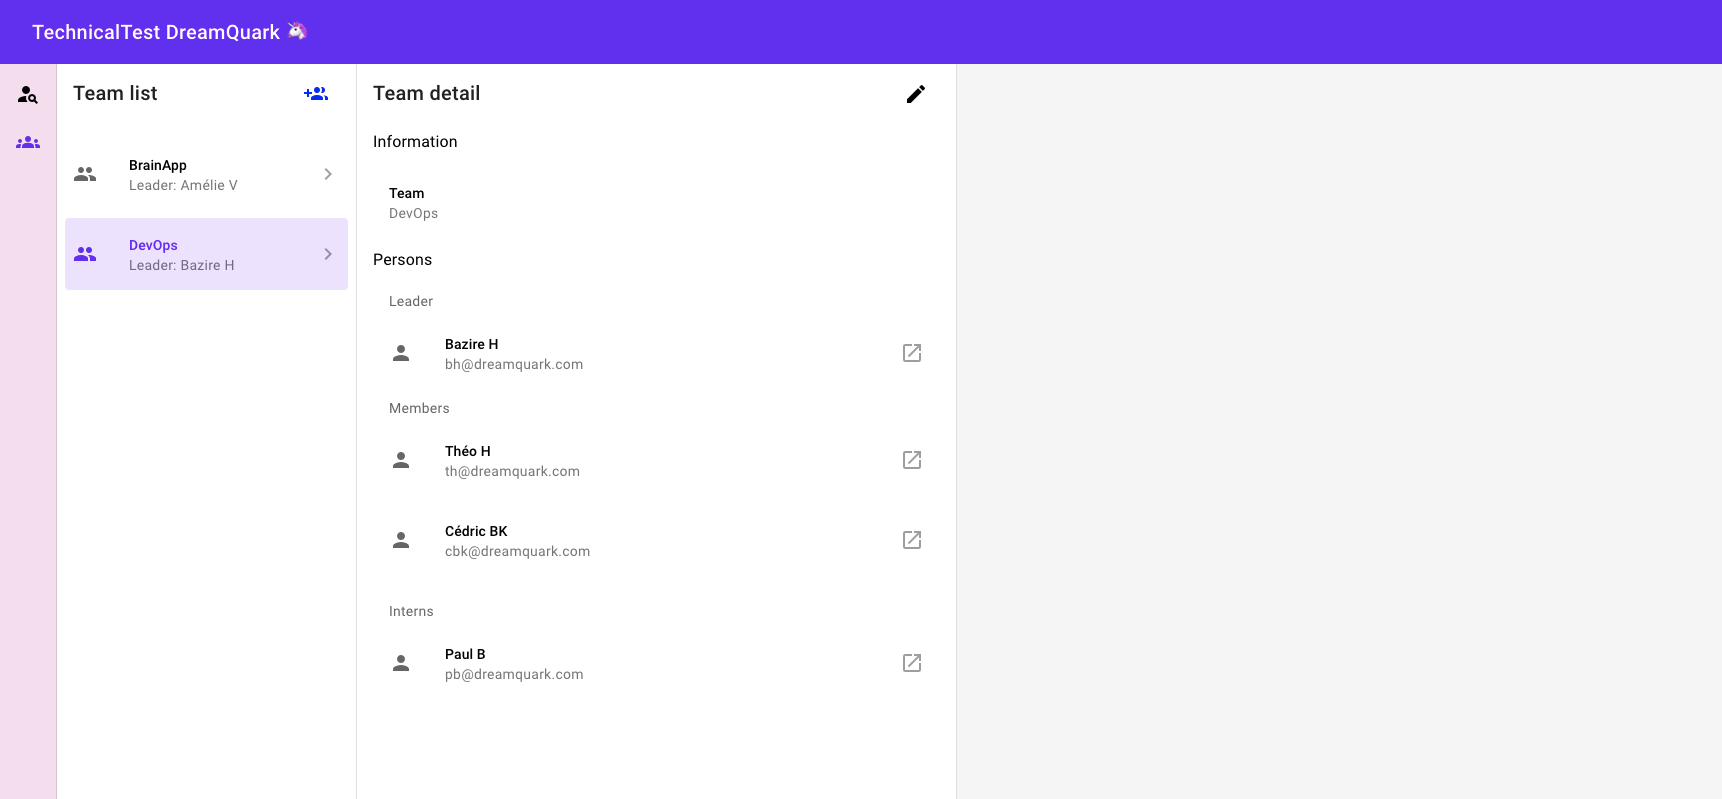 TechnicalTest DreamQuark 🦄
Team list
BrainApp
Leader: Amélie V
DevOps
Leader: Bazire H
Team detail
Information
Team
DevOps
Persons
Leader
Bazire H
bh@dreamquark.com
Members
Théo H
th@dreamquark.com
Cédric BK
cbk@dreamquark.com
Interns
Paul B
pb@dreamquark.com